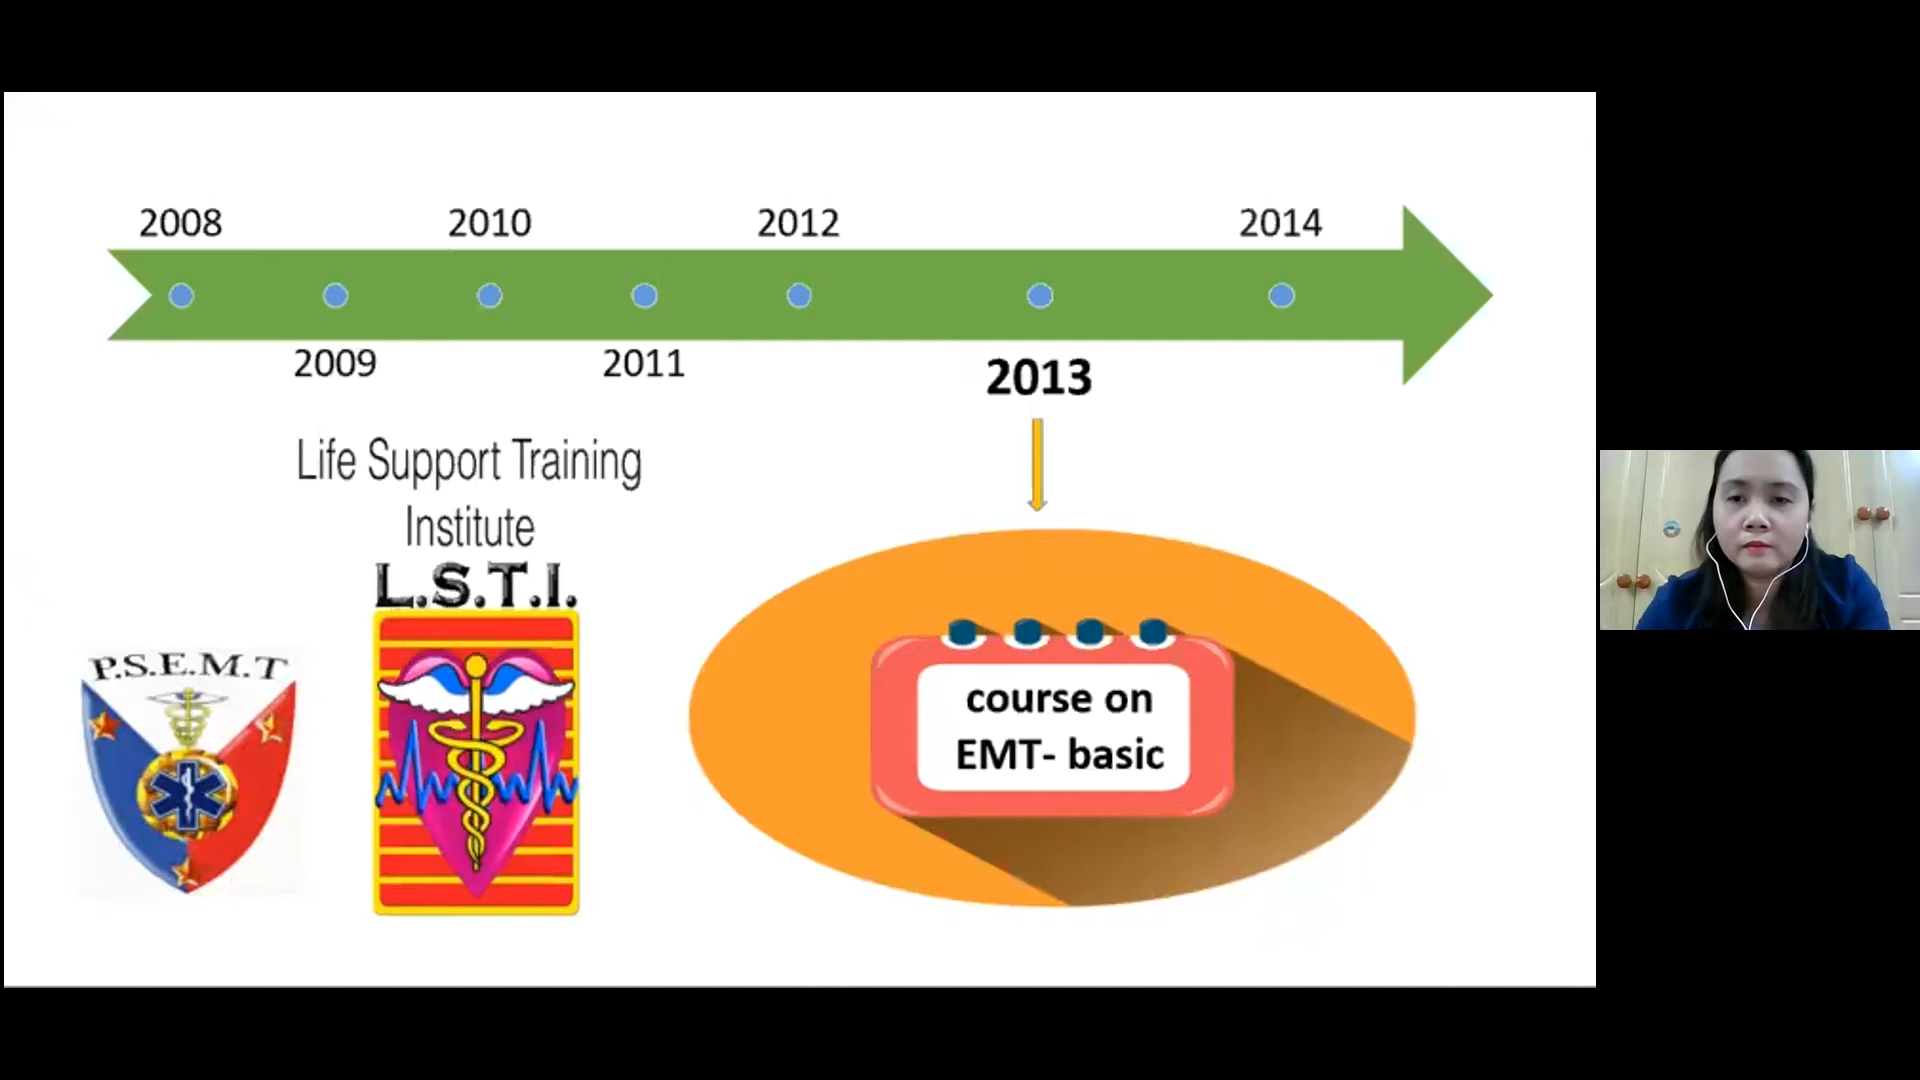 2008
2010
2012
2014
2009
2011
2013
Life Support Training
Institute
L.S.T.I.
P.S.E.M.T
course on
EMT- basic